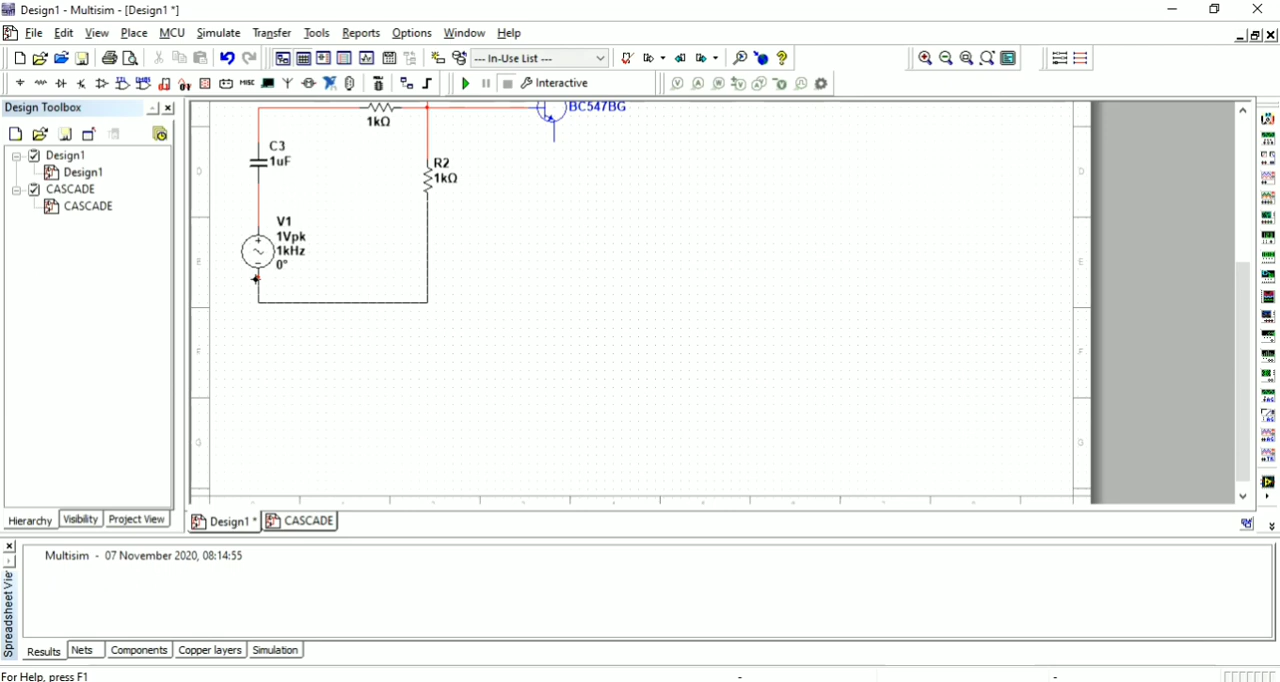 Design1 - Multisim - [Design1 *]
File Edit View Place MCU Simulate Transfer Tools Reports Options Window Help
--- In-Use List ---
Interactive
Design Toolbox
Design1
Design1
CASCADE
CASCADE
Hierarchy Visibility Project View
1kΩ
BC547BG
C3
1uF
R2
1kΩ
V1
1Vpk
1kHz
0°
D
E
F
G
D
E
F
G
Design1 * CASCADE
Multisim - 07 November 2020, 08:14:55
Spreadsheet Vie
Results Nets Components Copper layers Simulation
For Help, press F1